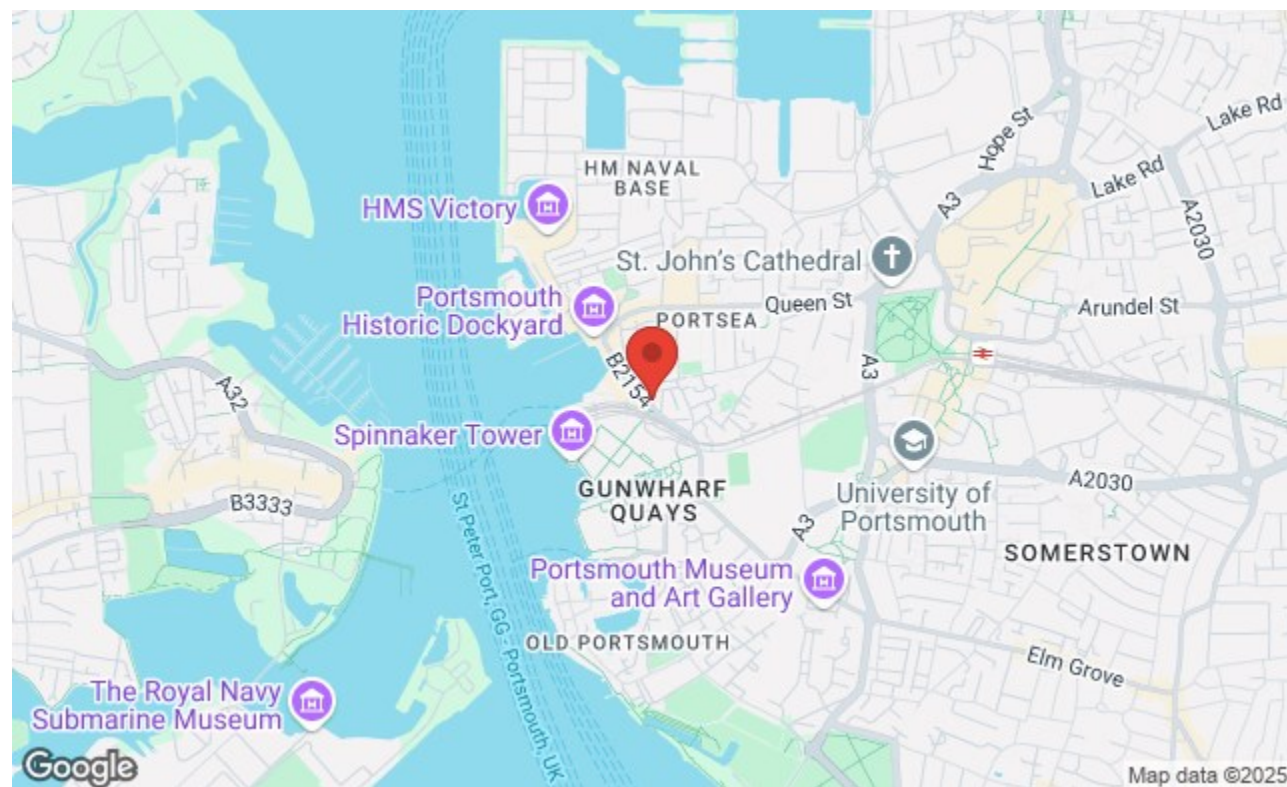 Hope St
Lake Rd
Lake Rd
HM NAVAL
BASE
HMS Victory
A3
A2030
St. John's Cathedral
Portsmouth
Historic Dockyard
Queen St
Arundel St
PORTSEA
B2154
A3
A32
Spinnaker Tower
GUNWHARF
QUAYS
A2030
B3333
University of
Portsmouth
A3
SOMERSTOWN
St Peter Port, GG - Portsmouth, UK
Portsmouth Museum
and Art Gallery
OLD PORTSMOUTH
Elm Grove
The Royal Navy
Submarine Museum
Google
Map data ©2025